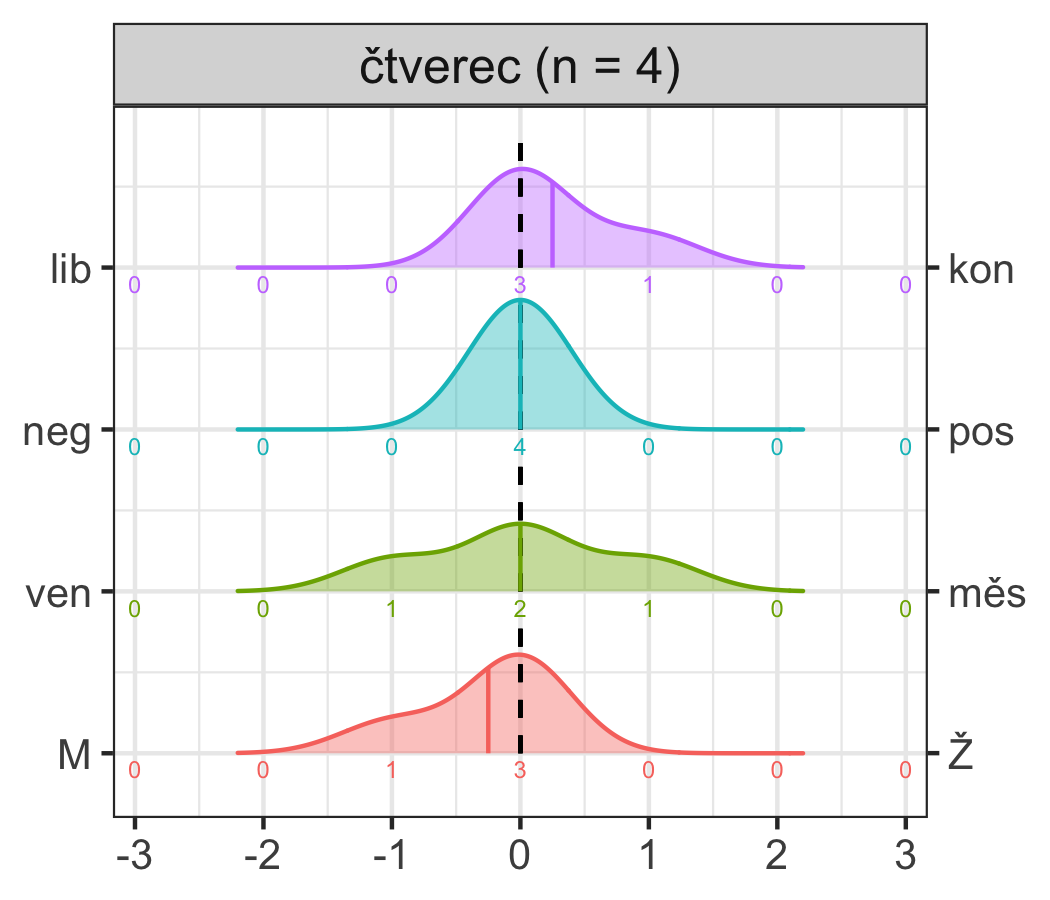 čtverec (n = 4)
lib kon
0 0 0 3 1 0 0
neg pos
0 0 0 4 0 0 0
ven měs
0 0 1 2 1 0 0
M Ž
0 0 1 3 0 0 0
-3 -2 -1 0 1 2 3